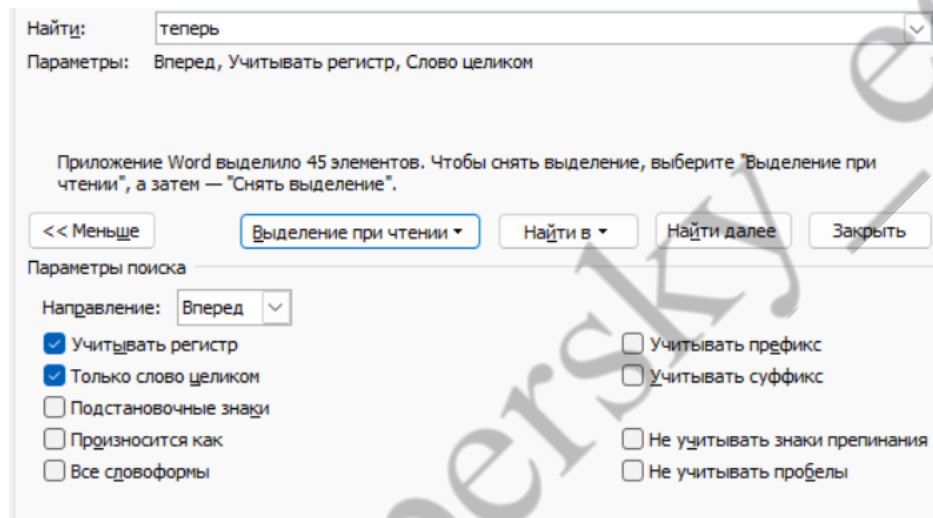 Найти: теперь
Параметры: Вперед, Учитывать регистр, Слово целиком
Приложение Word выделило 45 элементов. Чтобы снять выделение, выберите "Выделение при
чтении", а затем — "Снять выделение".
<< Меньше Выделение при чтении Найти в Найти далее Закрыть
Параметры поиска
Направление: Вперед
Учитывать регистр Учитывать префикс
Только слово целиком Учитывать суффикс
Подстановочные знаки
Произносится как Не учитывать знаки препинания
Все словоформы Не учитывать пробелы